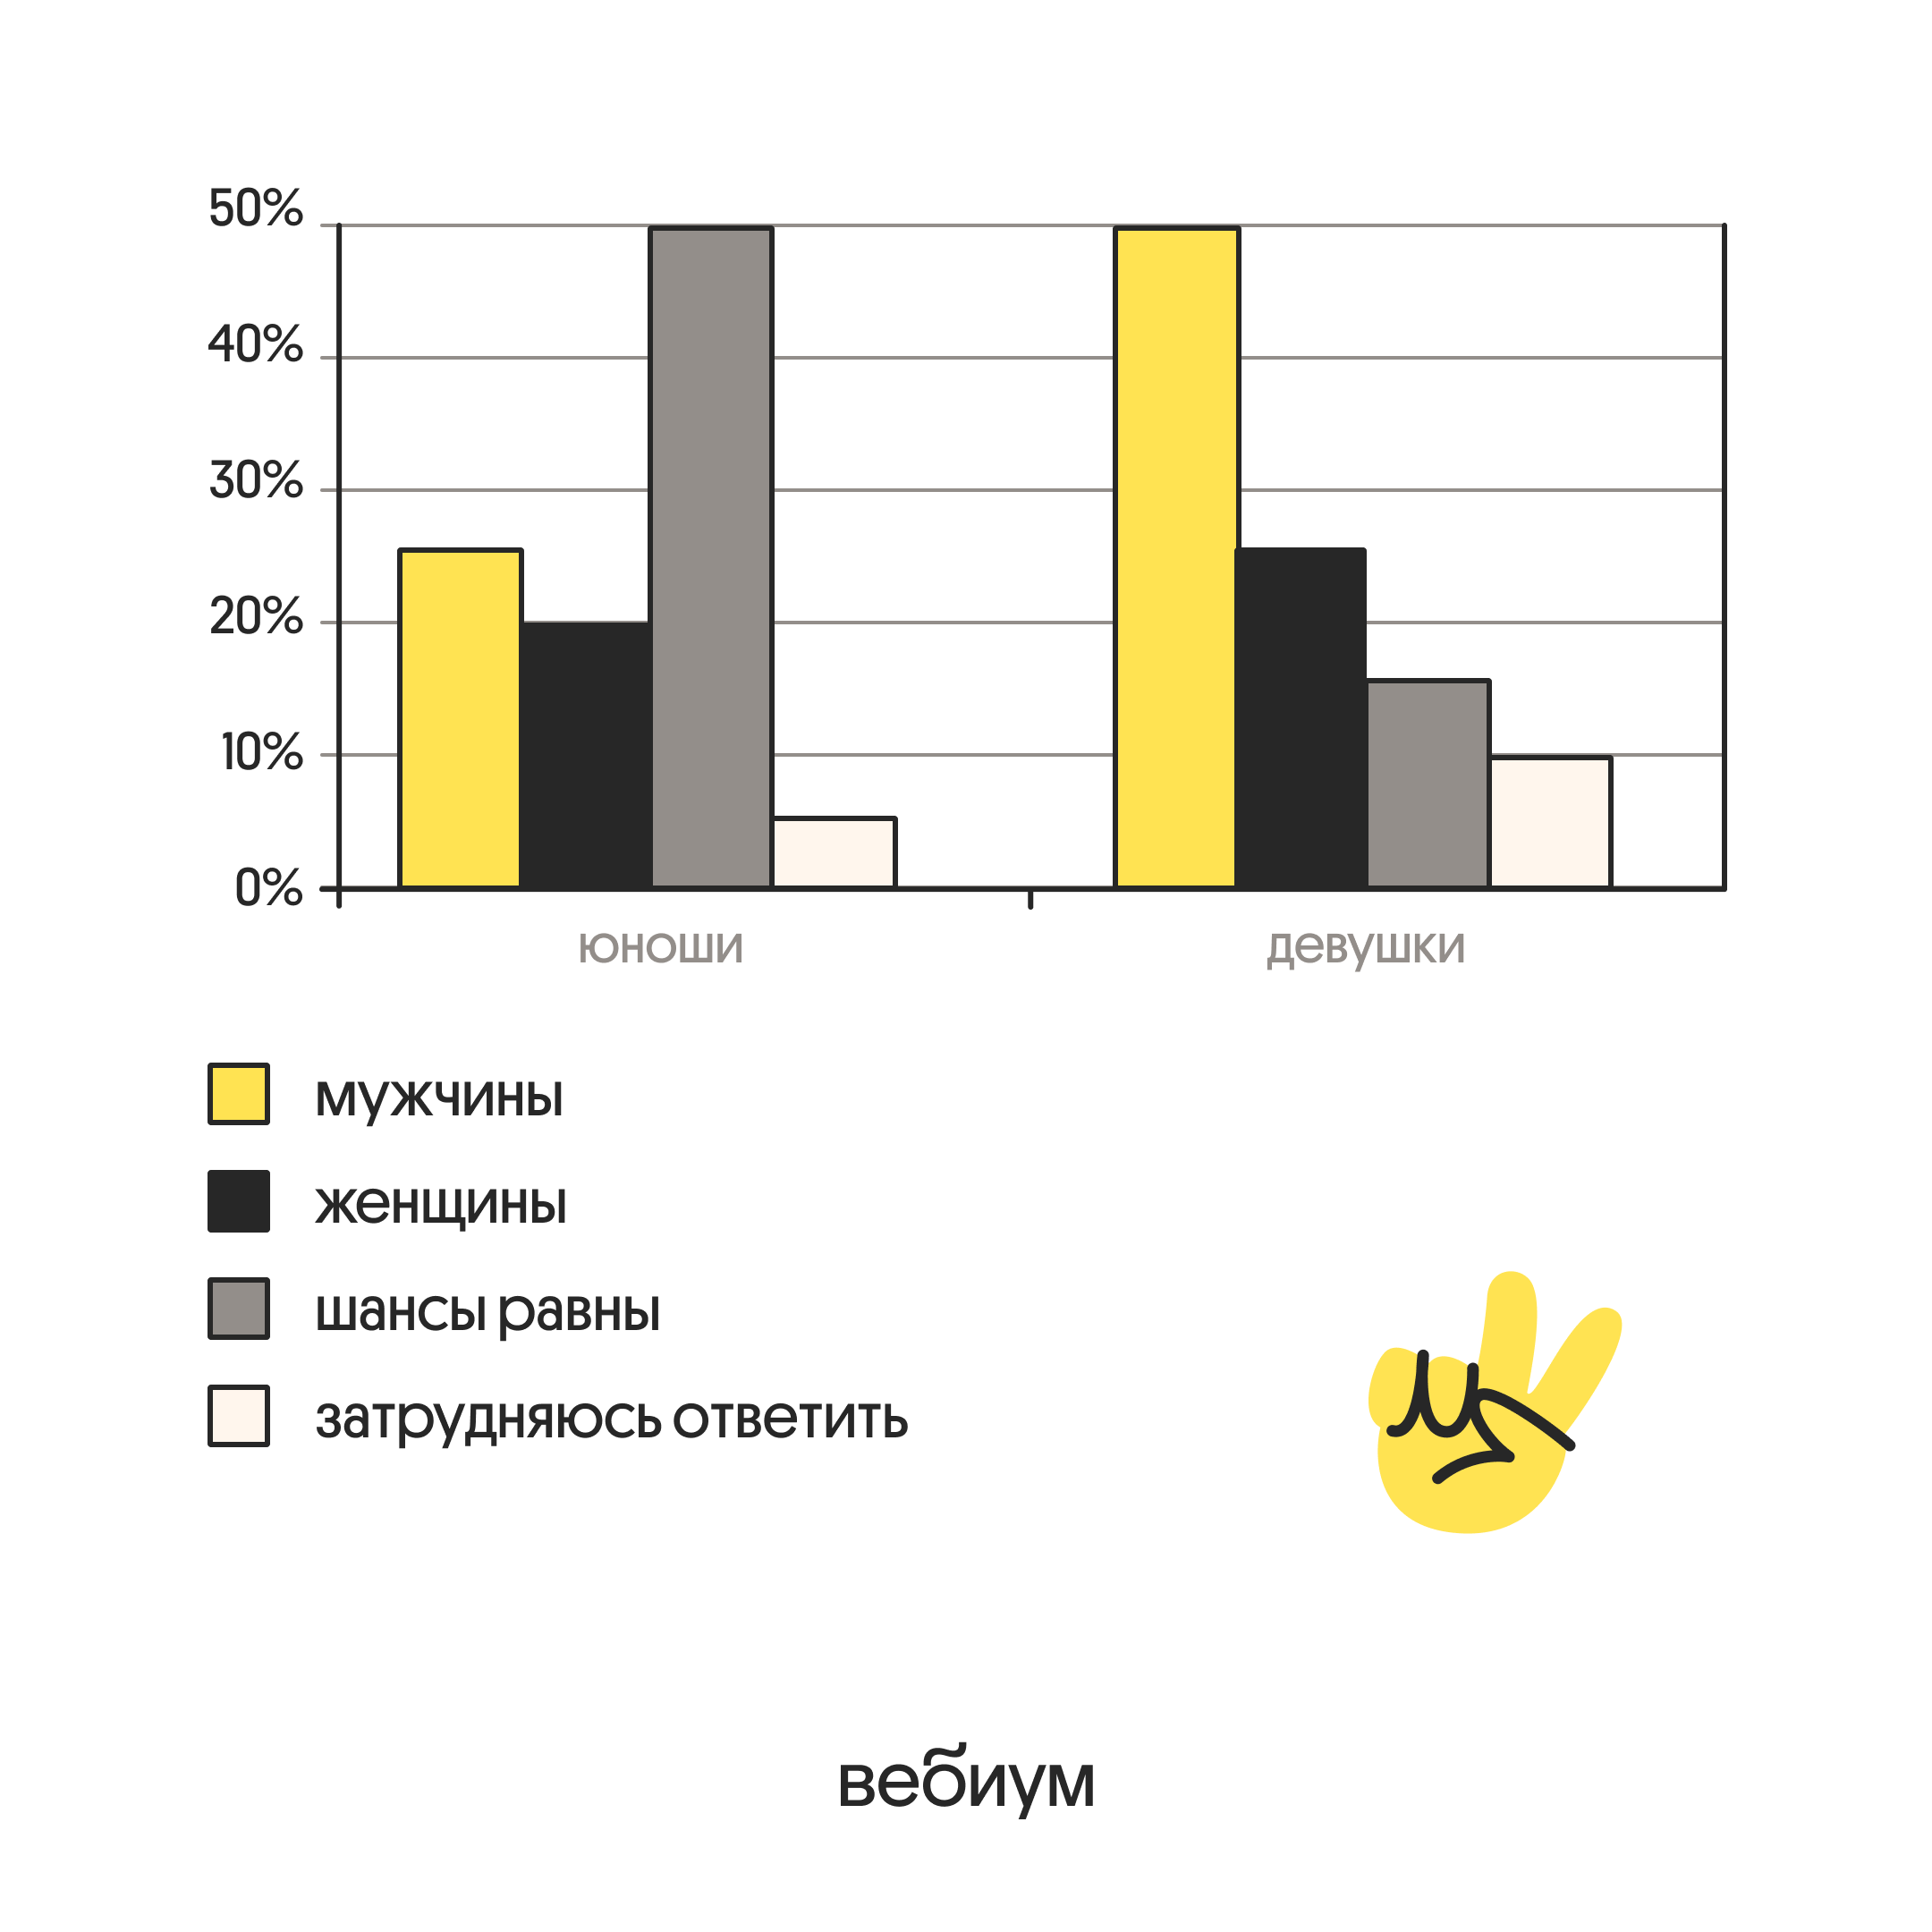 50%
40%
30%
20%
10%
0%
юноши девушки
мужчины
женщины
шансы равны
затрудняюсь ответить
вебиум